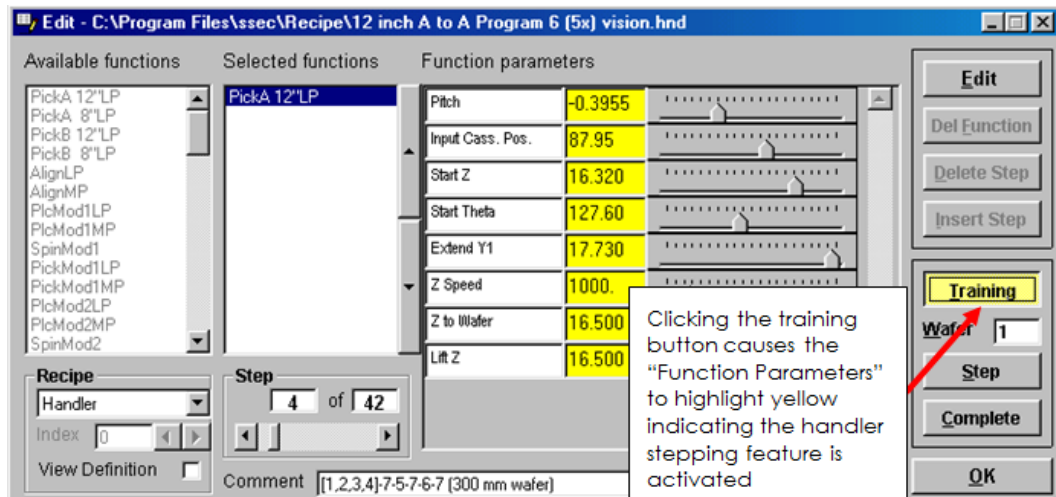 Edit - C:\Program Files\ssec\Recipe\12 inch A to A Program 6 (5x) vision.hnd
Available functions
PickA 12"LP
PickA 8"LP
PickB 12"LP
PickB 8"LP
AlignLP
AlignMP
PlcMod1LP
PlcMod1MP
SpinMod1
PickMod1LP
PickMod1MP
PlcMod2LP
PlcMod2MP
SpinMod2
Selected functions
PickA 12"LP
Function parameters
Pitch -0.3955
Input Cass. Pos. 87.95
Start Z 16.320
Start Theta 127.60
Extend Y1 17.730
Z Speed 1000.
Z to Wafer 16.500
Lift Z 16.500
Clicking the training
button causes the
“Function Parameters”
to highlight yellow
indicating the handler
stepping feature is
activated
Recipe
Handler
Index 0
View Definition
Step
4 of 42
Comment [1,2,3,4]-7-5-7-6-7 (300 mm wafer)
Edit
Del Function
Delete Step
Insert Step
Training
Wafer 1
Step
Complete
OK